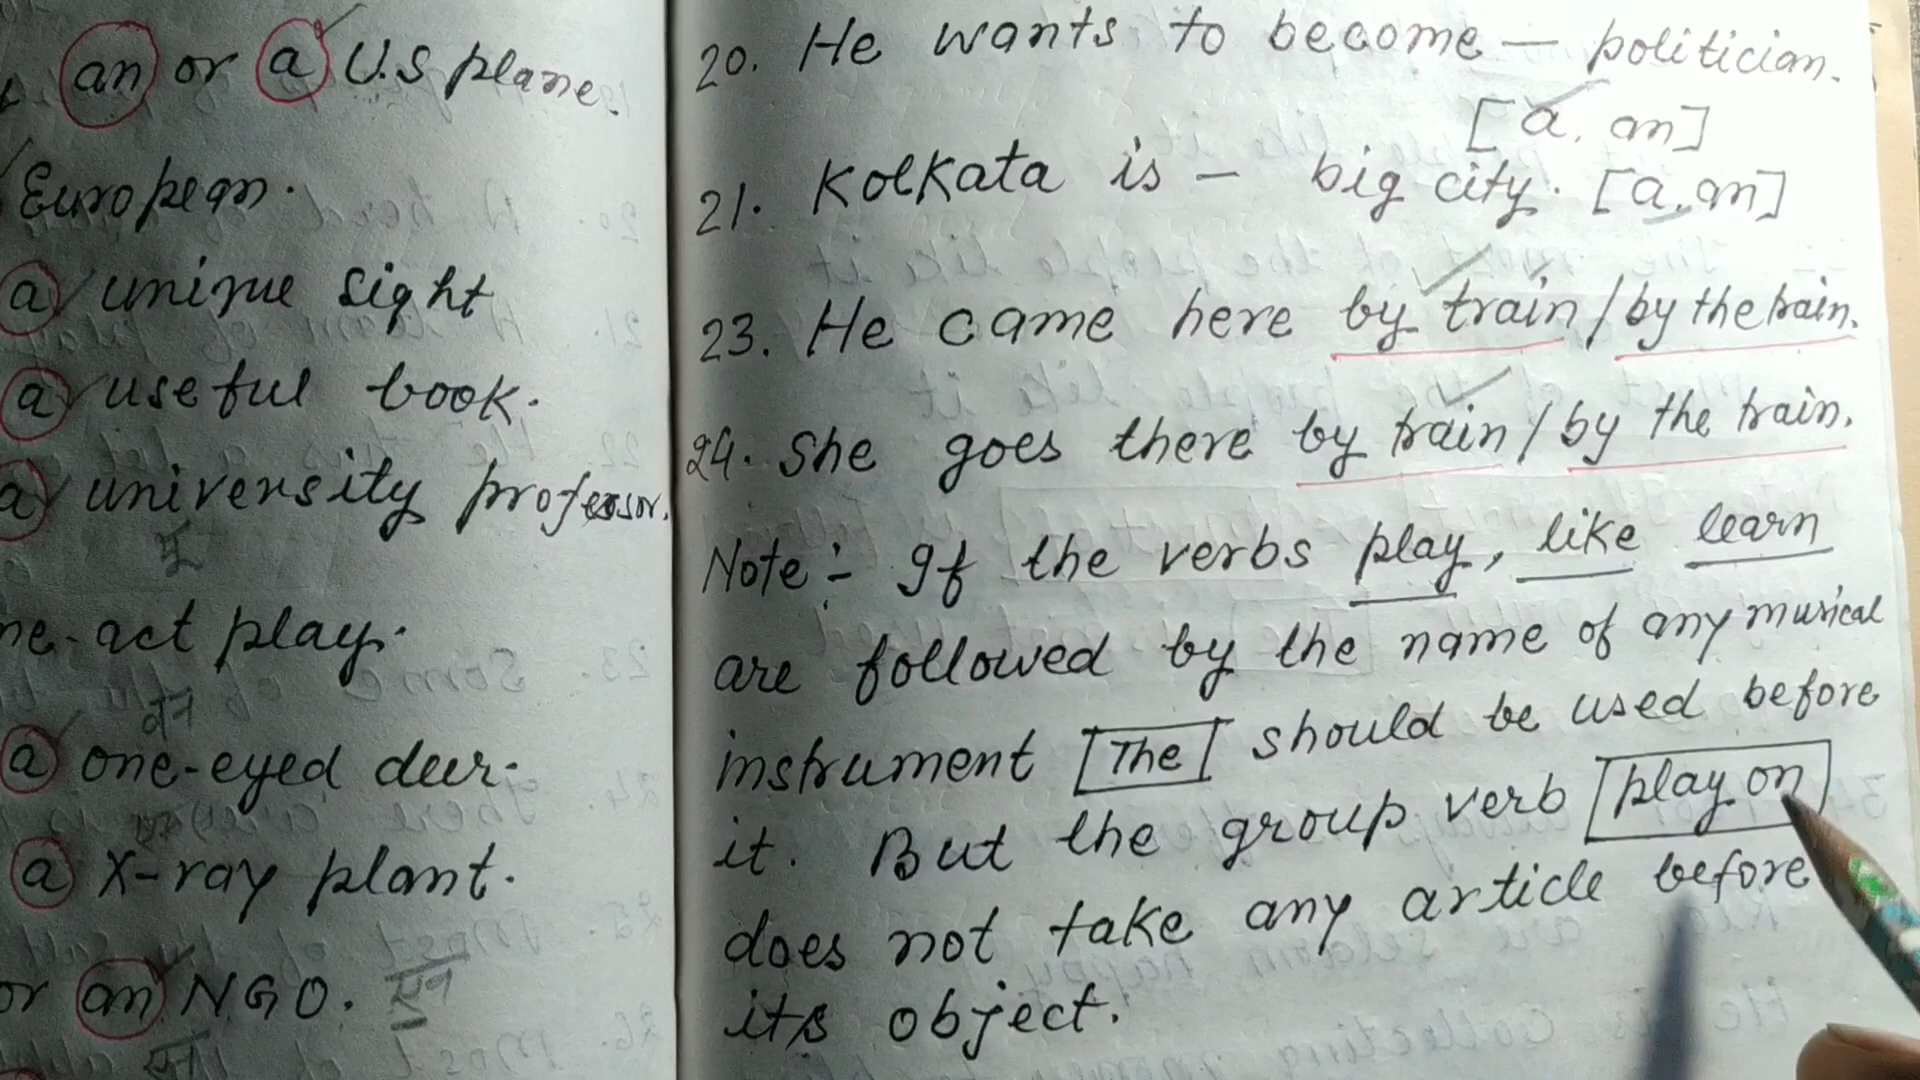 an or a U.S plane.
European.
a unique sight
a useful book.
a university professor.
ne-act play.
वन
a one-eyed deer.
a X-ray plant.
or an NGO. एन
20. He wants to become — politician.
[a, an]
21. Kolkata is — big city. [a, an]
23. He came here by train / by the train.
24. She goes there by train / by the train.
Note :- If the verbs play, like learn
are followed by the name of any musical
instrument [The] should be used before
it. But the group verb [play on]
does not take any article before
its object.